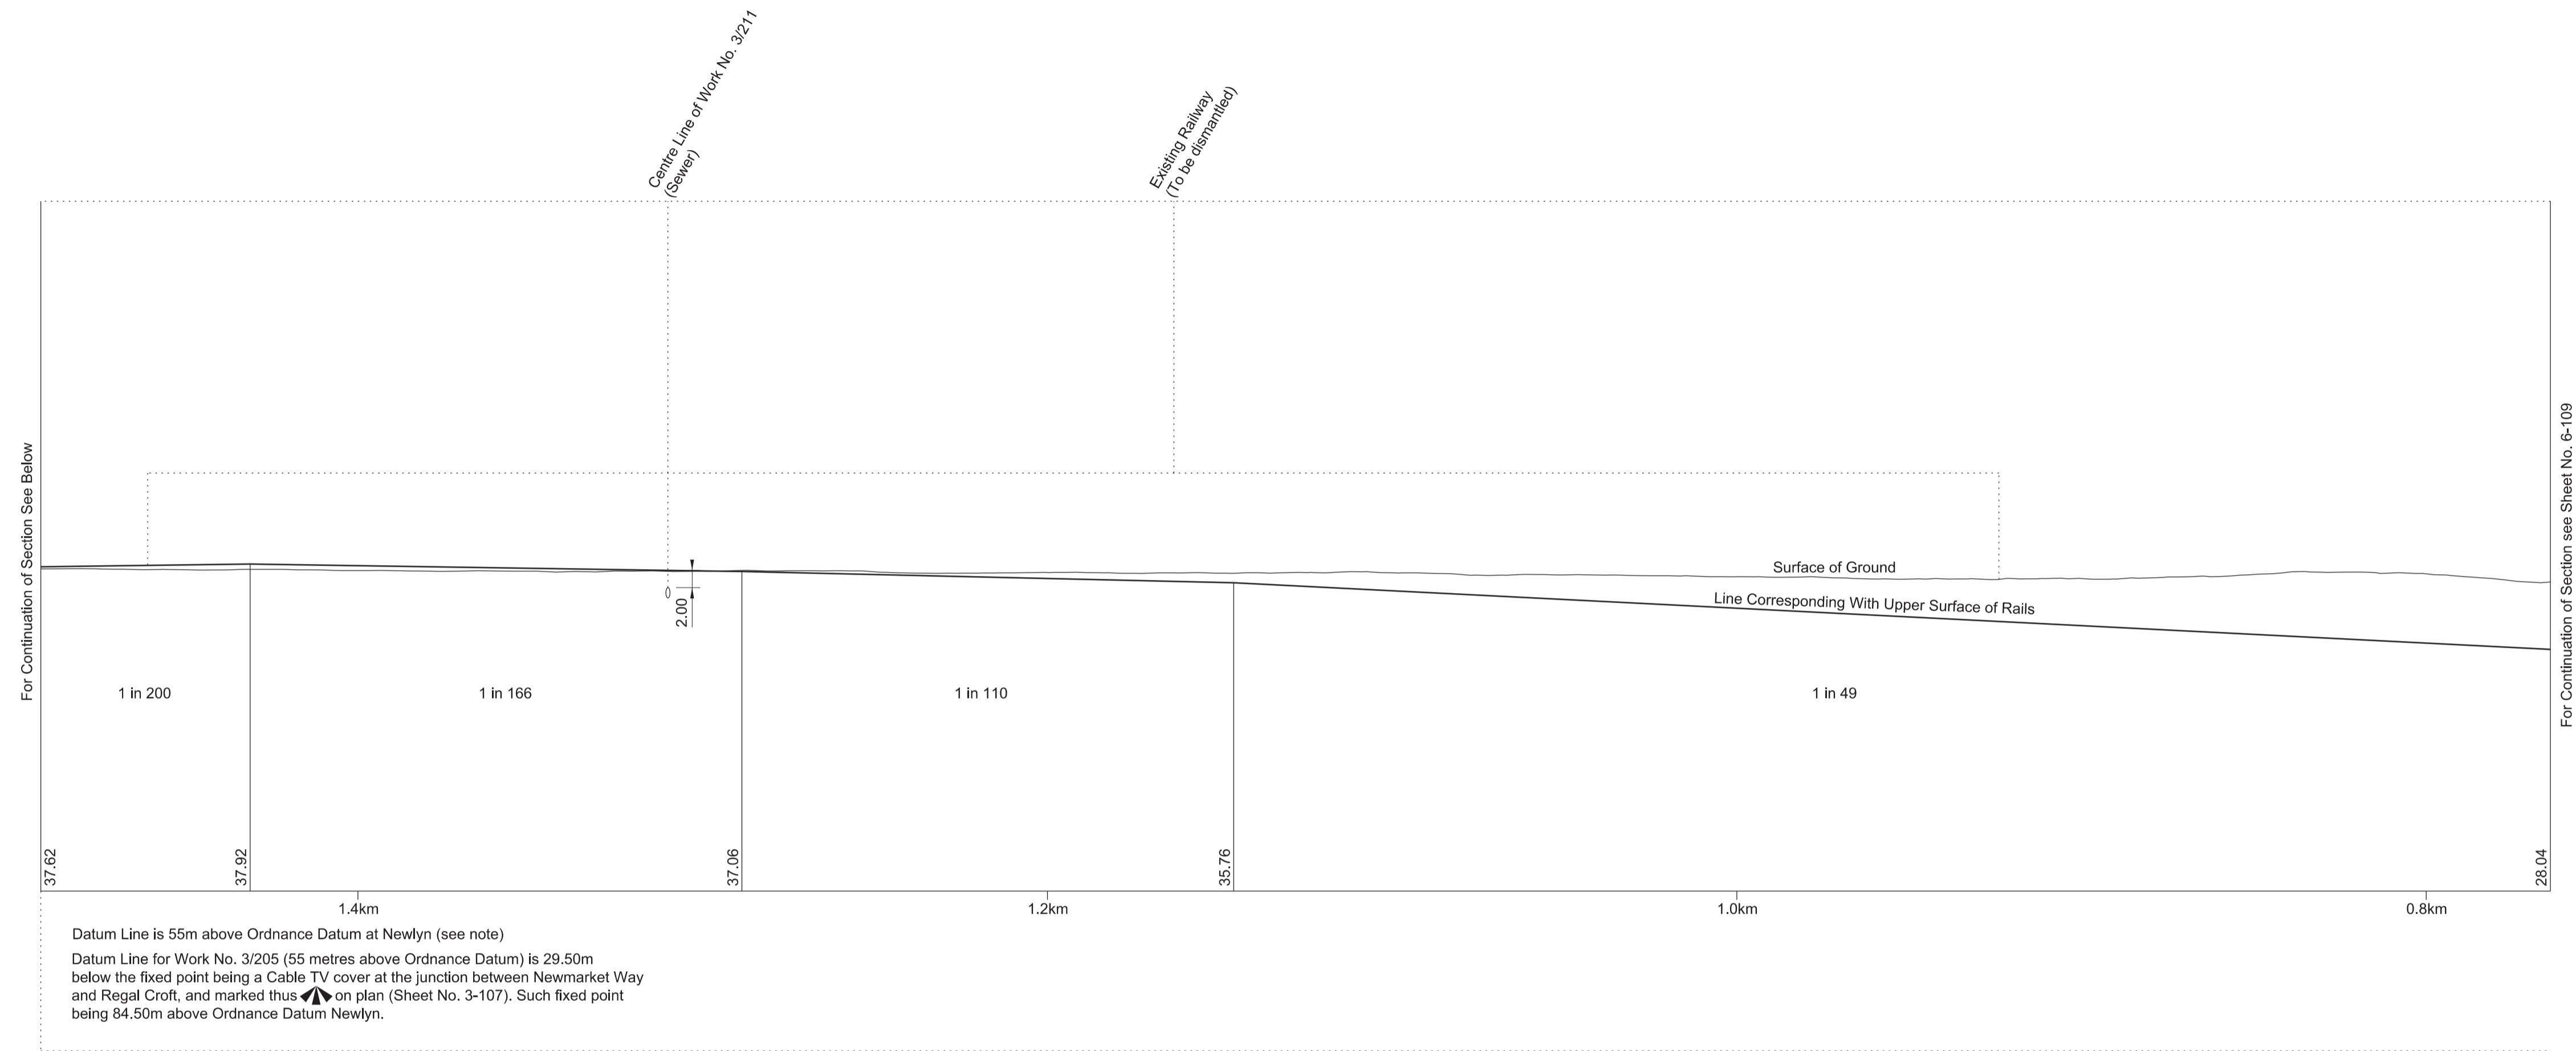 Centre Line of Work No. 3/211
(Sewer)
Existing Railway
(To be dismantled)
For Continuation of Section See Below
For Continuation of Section see Sheet No. 6-109
Surface of Ground
Line Corresponding With Upper Surface of Rails
2.00
1 in 200
1 in 166
1 in 110
1 in 49
37.62
37.92
37.06
35.76
28.04
1.4km
1.2km
1.0km
0.8km
Datum Line is 55m above Ordnance Datum at Newlyn (see note)
Datum Line for Work No. 3/205 (55 metres above Ordnance Datum) is 29.50m
below the fixed point being a Cable TV cover at the junction between Newmarket Way
and Regal Croft, and marked thus on plan (Sheet No. 3-107). Such fixed point
being 84.50m above Ordnance Datum Newlyn.